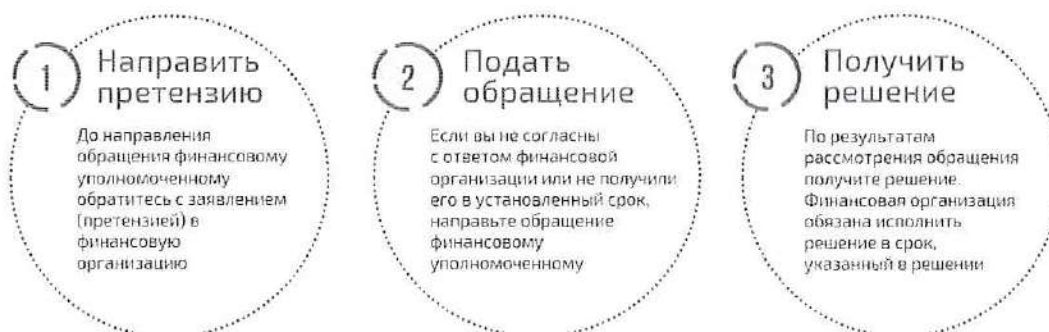 1
Направить
претензию
До направления
обращения финансовому
уполномоченному
обратитесь с заявлением
(претензией) в
финансовую
организацию
2
Подать
обращение
Если вы не согласны
с ответом финансовой
организации или не получили
его в установленный срок,
направьте обращение
финансовому
уполномоченному
3
Получить
решение
По результатам
рассмотрения обращения
получите решение.
Финансовая организация
обязана исполнить
решение в срок,
указанный в решении